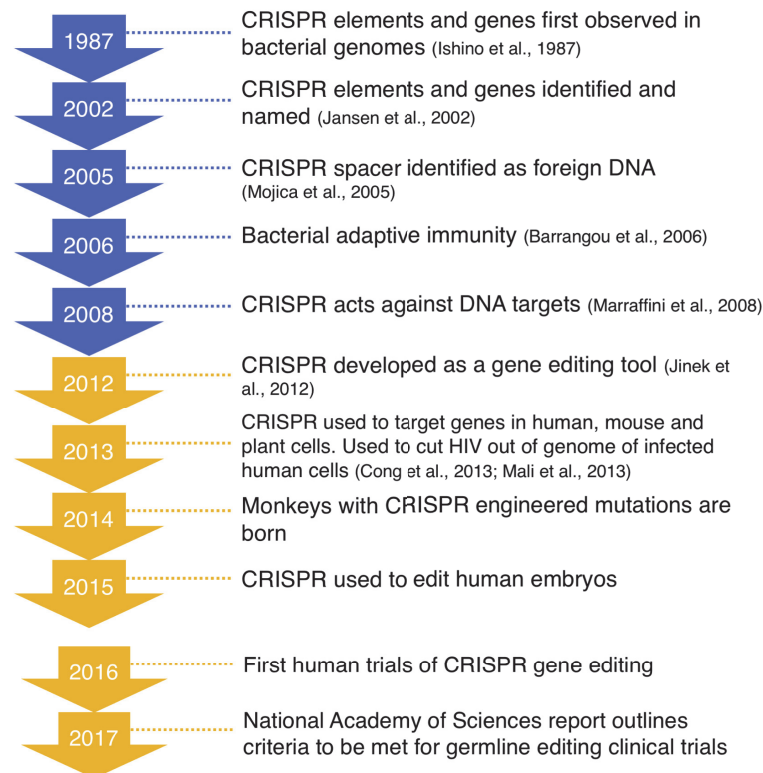 1987
CRISPR elements and genes first observed in
bacterial genomes (Ishino et al., 1987)
2002
CRISPR elements and genes identified and
named (Jansen et al., 2002)
2005
CRISPR spacer identified as foreign DNA
(Mojica et al., 2005)
2006
Bacterial adaptive immunity (Barrangou et al., 2006)
2008
CRISPR acts against DNA targets (Marraffini et al., 2008)
2012
CRISPR developed as a gene editing tool (Jinek et
al., 2012)
2013
CRISPR used to target genes in human, mouse and
plant cells. Used to cut HIV out of genome of infected
human cells (Cong et al., 2013; Mali et al., 2013)
2014
Monkeys with CRISPR engineered mutations are
born
2015
CRISPR used to edit human embryos
2016
First human trials of CRISPR gene editing
2017
National Academy of Sciences report outlines
criteria to be met for germline editing clinical trials